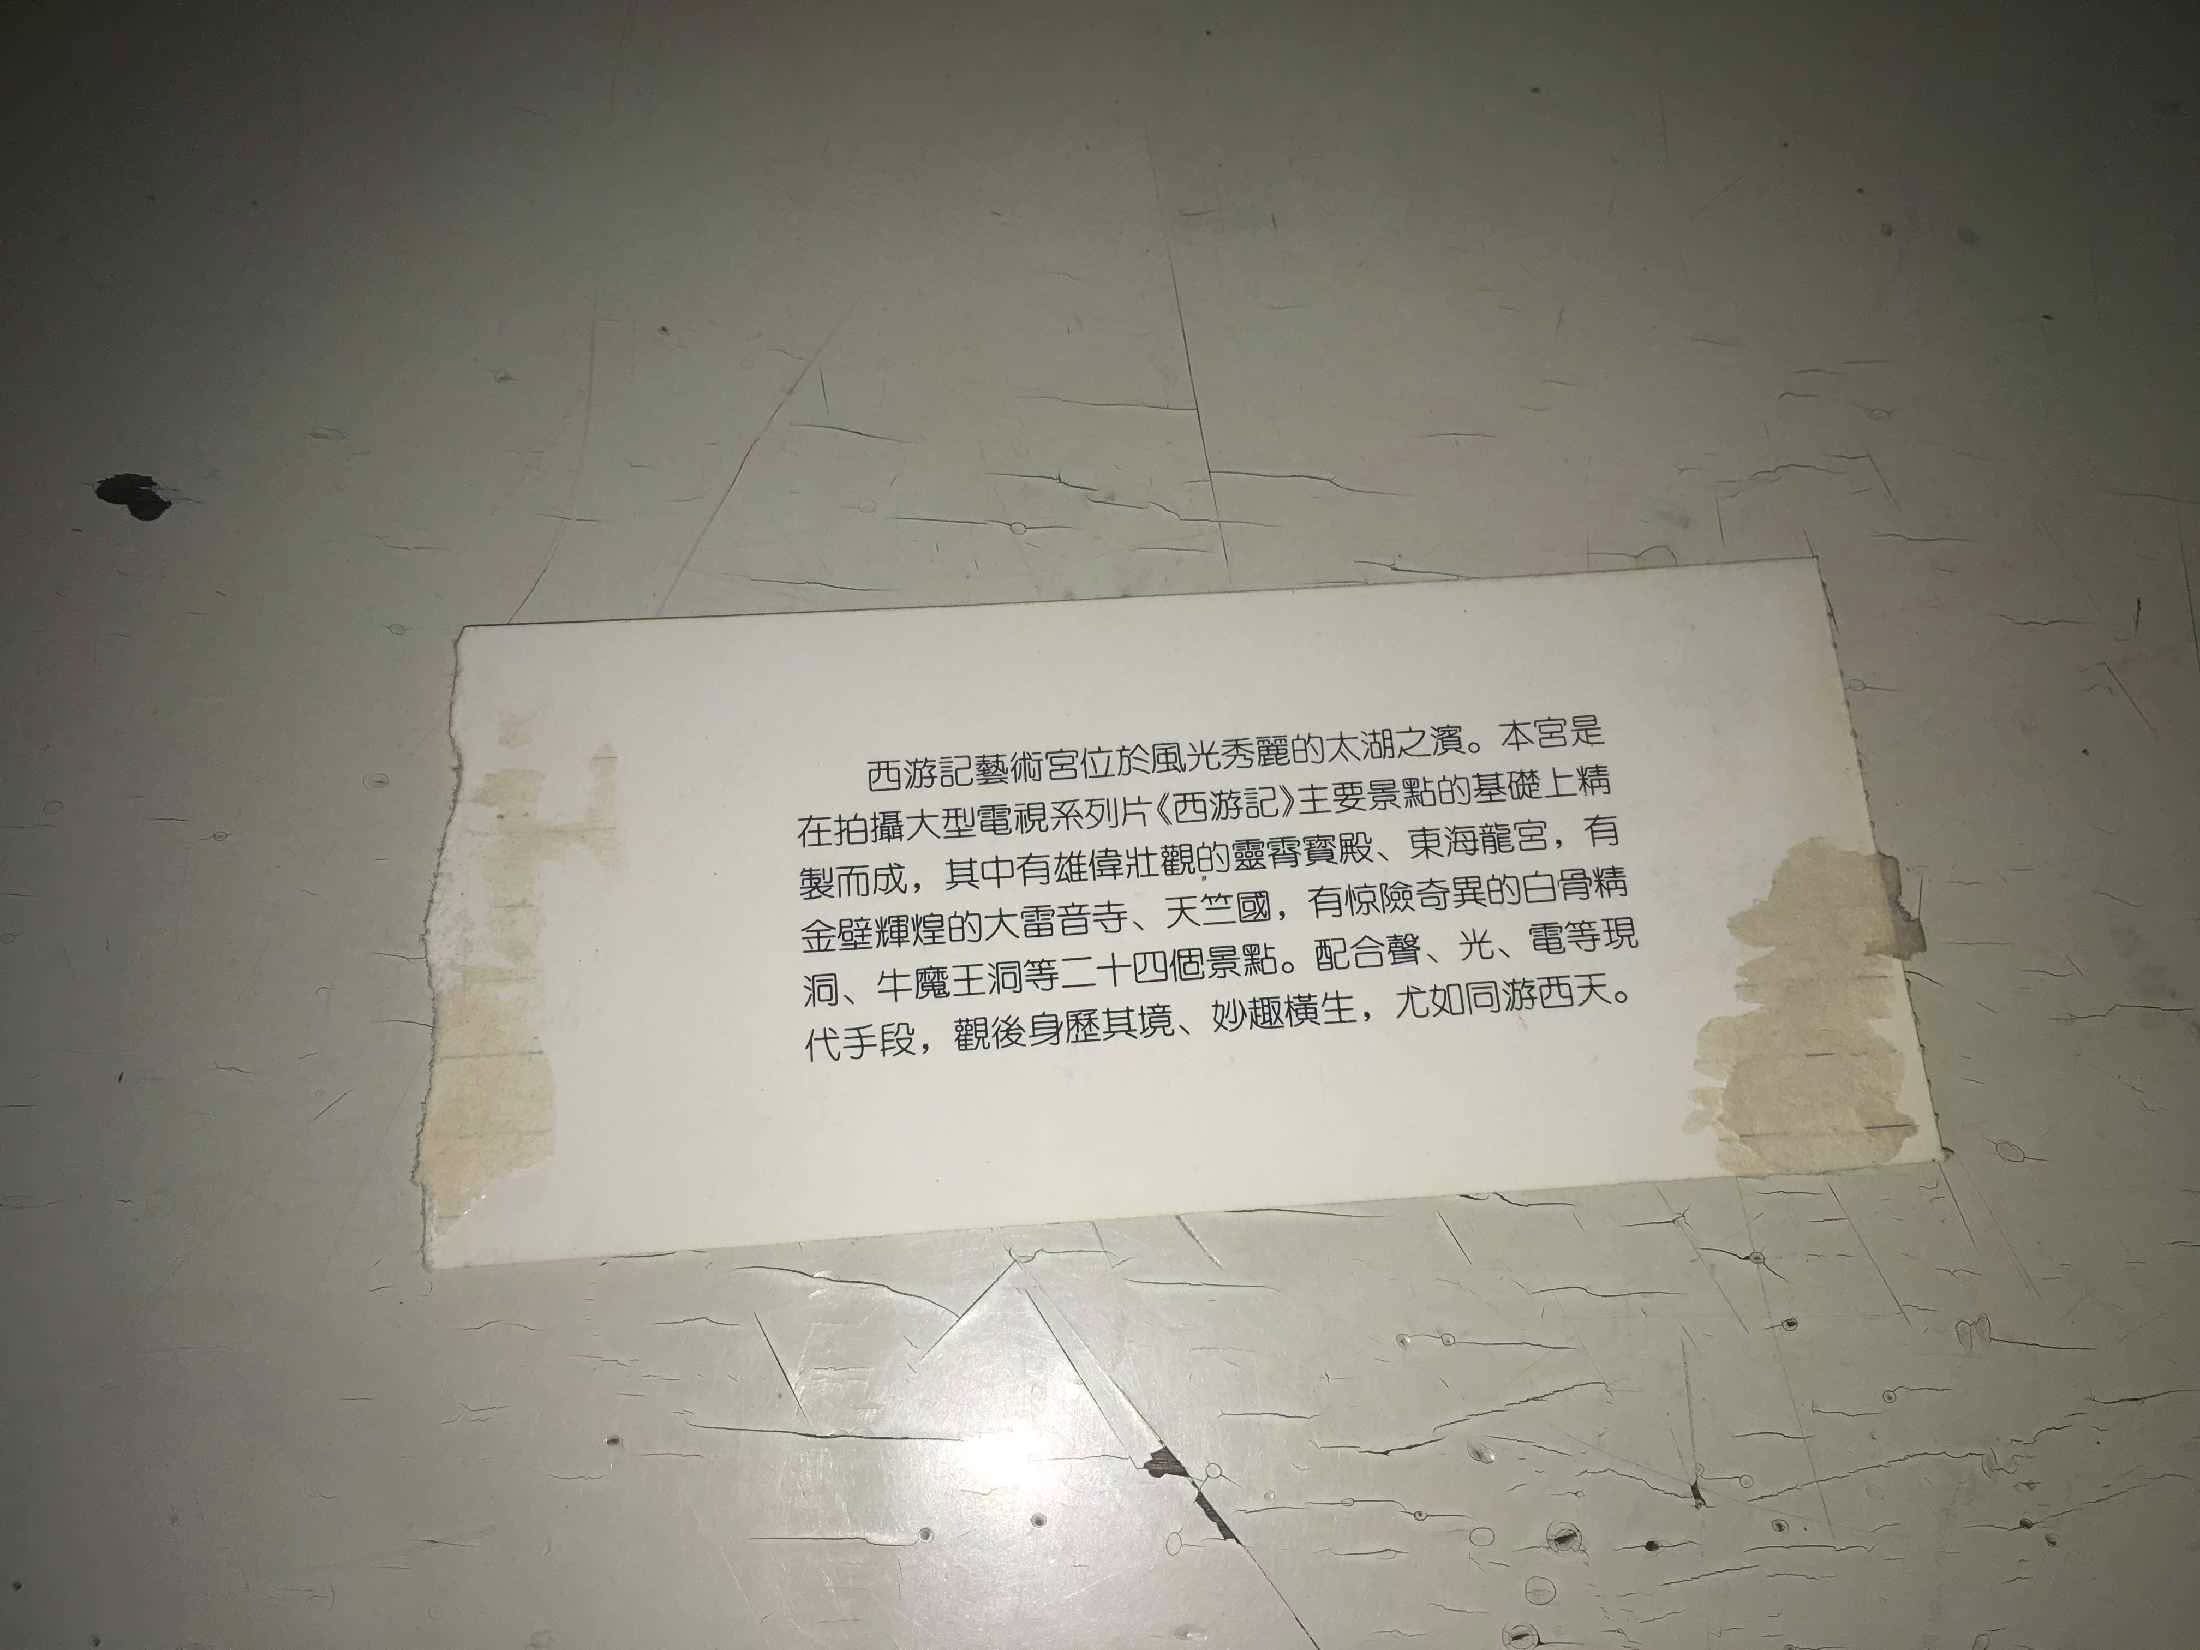 西游記藝術宮位於風光秀麗的太湖之濱。本宮是
在拍攝大型電視系列片《西游記》主要景點的基礎上精
製而成，其中有雄偉壯觀的靈霄寳殿、東海龍宮，有
金壁輝煌的大雷音寺、天竺國，有惊險奇異的白骨精
洞、牛魔王洞等二十四個景點。配合聲、光、電等現
代手段，觀後身歷其境、妙趣橫生，尤如同游西天。